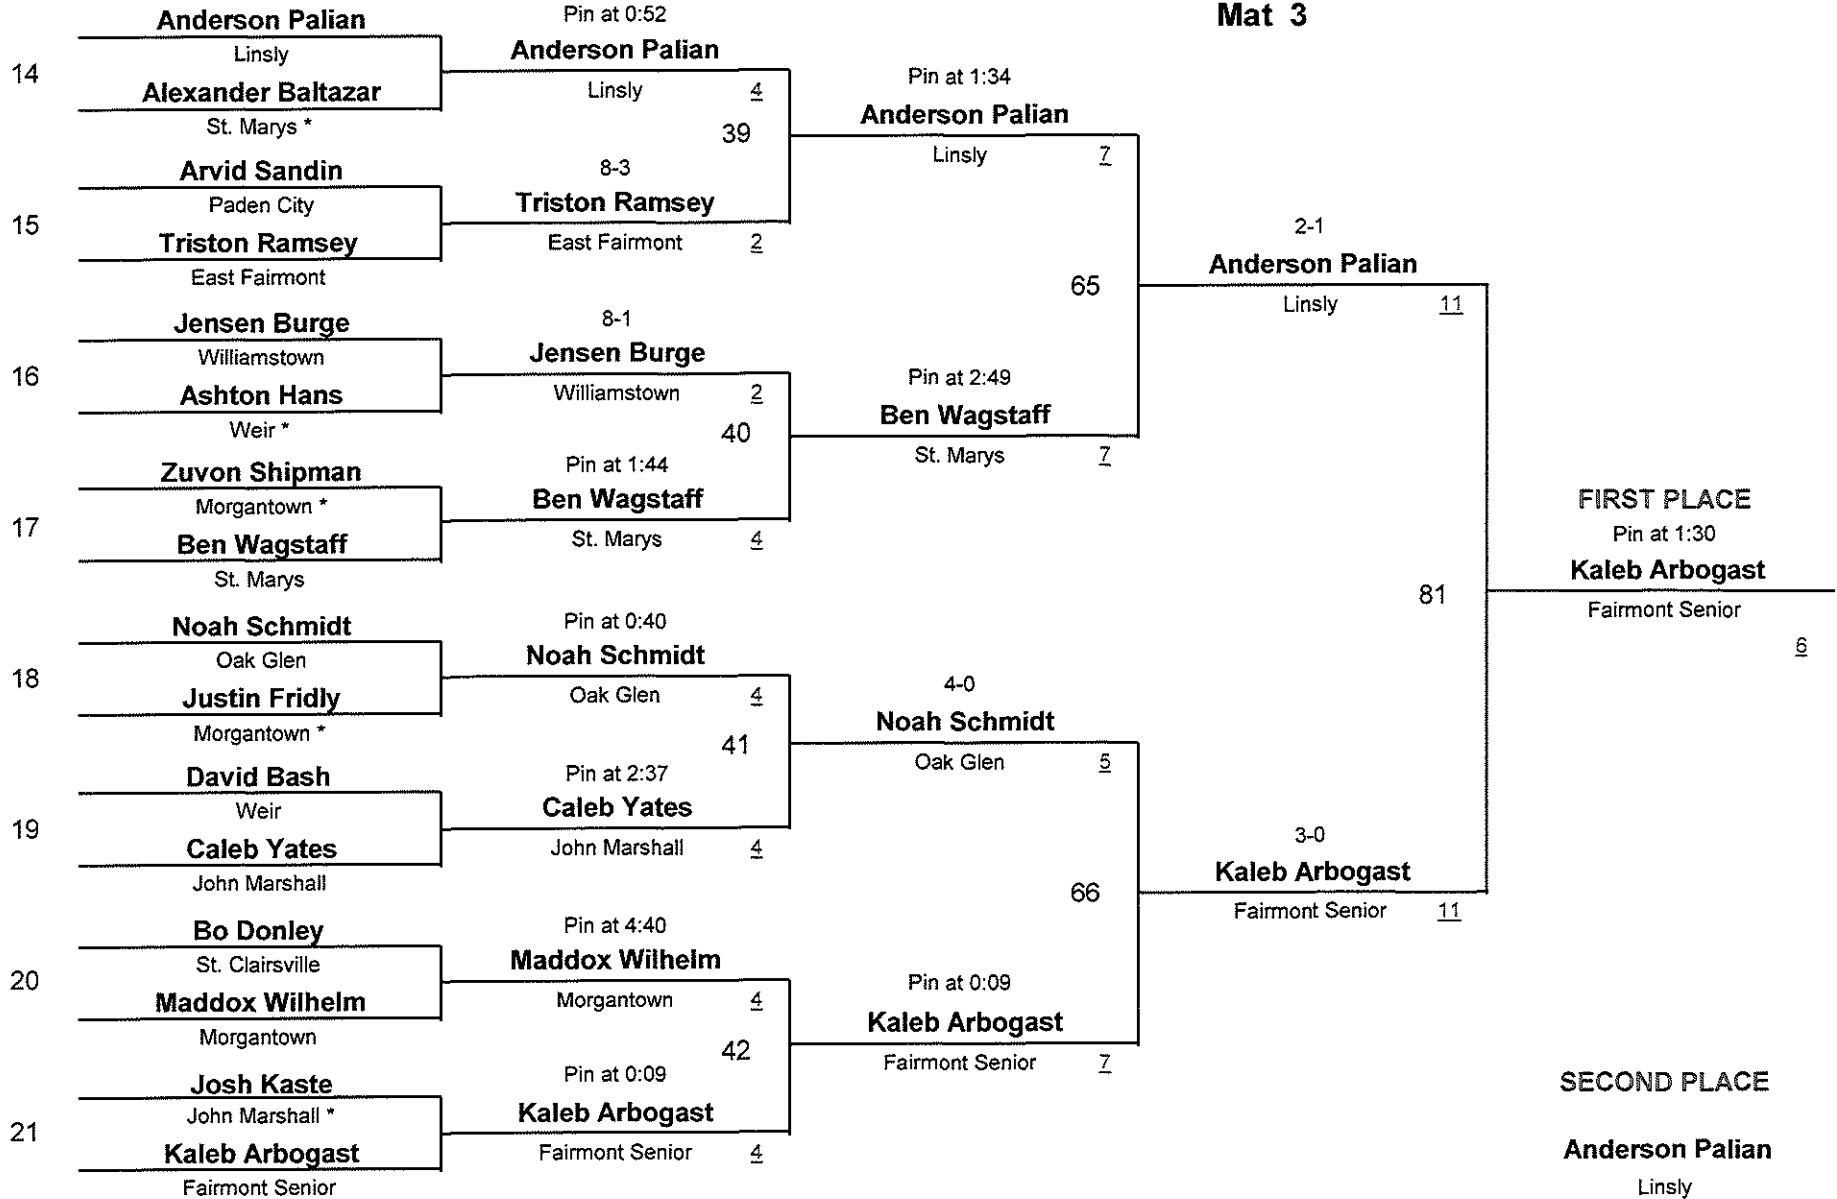 Mat 3
Anderson Palian
Linsly
14
Alexander Baltazar
St. Marys *
Arvid Sandin
Paden City
15
Triston Ramsey
East Fairmont
Jensen Burge
Williamstown
16
Ashton Hans
Weir *
Zuvon Shipman
Morgantown *
17
Ben Wagstaff
St. Marys
Noah Schmidt
Oak Glen
18
Justin Fridly
Morgantown *
David Bash
Weir
19
Caleb Yates
John Marshall
Bo Donley
St. Clairsville
20
Maddox Wilhelm
Morgantown
Josh Kaste
John Marshall *
21
Kaleb Arbogast
Fairmont Senior
Pin at 0:52
Anderson Palian
Linsly 4
39
8-3
Triston Ramsey
East Fairmont 2
8-1
Jensen Burge
Williamstown 2
40
Pin at 1:44
Ben Wagstaff
St. Marys 4
Pin at 0:40
Noah Schmidt
Oak Glen 4
41
Pin at 2:37
Caleb Yates
John Marshall 4
Pin at 4:40
Maddox Wilhelm
Morgantown 4
42
Pin at 0:09
Kaleb Arbogast
Fairmont Senior 4
Pin at 1:34
Anderson Palian
Linsly 7
65
Pin at 2:49
Ben Wagstaff
St. Marys 7
4-0
Noah Schmidt
Oak Glen 5
66
Pin at 0:09
Kaleb Arbogast
Fairmont Senior 7
2-1
Anderson Palian
Linsly 11
81
3-0
Kaleb Arbogast
Fairmont Senior 11
FIRST PLACE
Pin at 1:30
Kaleb Arbogast
Fairmont Senior
6
SECOND PLACE
Anderson Palian
Linsly